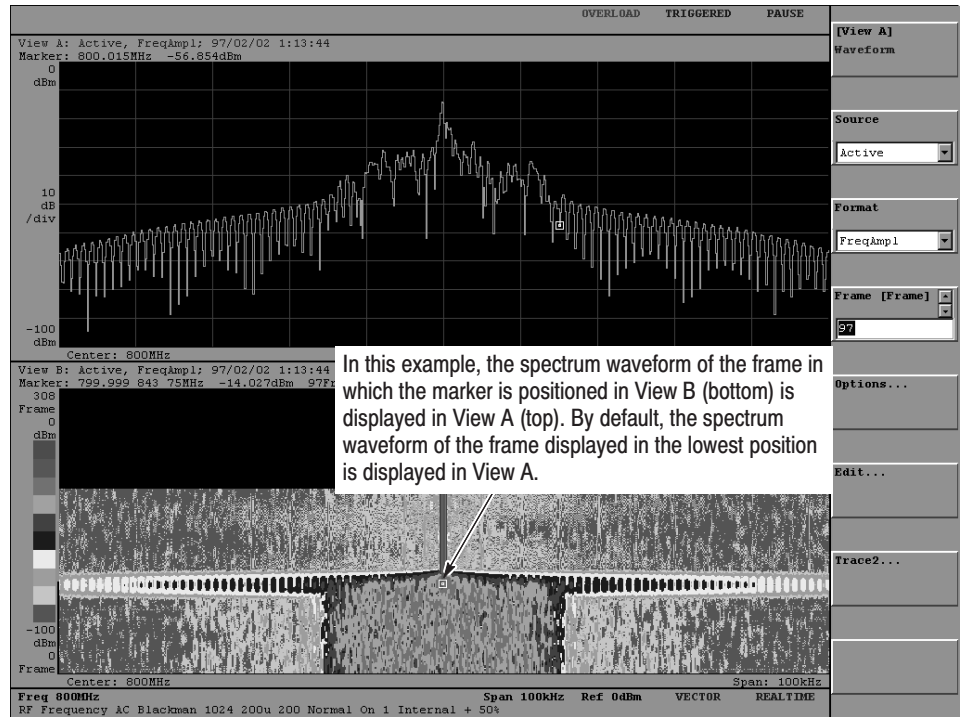 OVERLOAD TRIGGERED PAUSE
View A: Active, FreqAmpl; 97/02/02 1:13:44
Marker: 800.015MHz -56.854dBm
0
dBm
10
dB
/div
-100
dBm
Center: 800MHz
View B: Active, FreqAmpl; 97/02/02 1:13:44
Marker: 799.999 843 75MHz -14.027dBm
308
Frame
0
dBm
-100
dBm
0
Frame
Center: 800MHz Span: 100kHz
In this example, the spectrum waveform of the frame in
which the marker is positioned in View B (bottom) is
displayed in View A (top). By default, the spectrum
waveform of the frame displayed in the lowest position
is displayed in View A.
Freq 800MHz Span 100kHz Ref 0dBm VECTOR REALTIME
RF Frequency AC Blackman 1024 200u 200 Normal On 1 Internal + 50%
[View A]
Waveform
Source
Active
Format
FreqAmpl
Frame [Frame]
97
Options...
Edit...
Trace2...